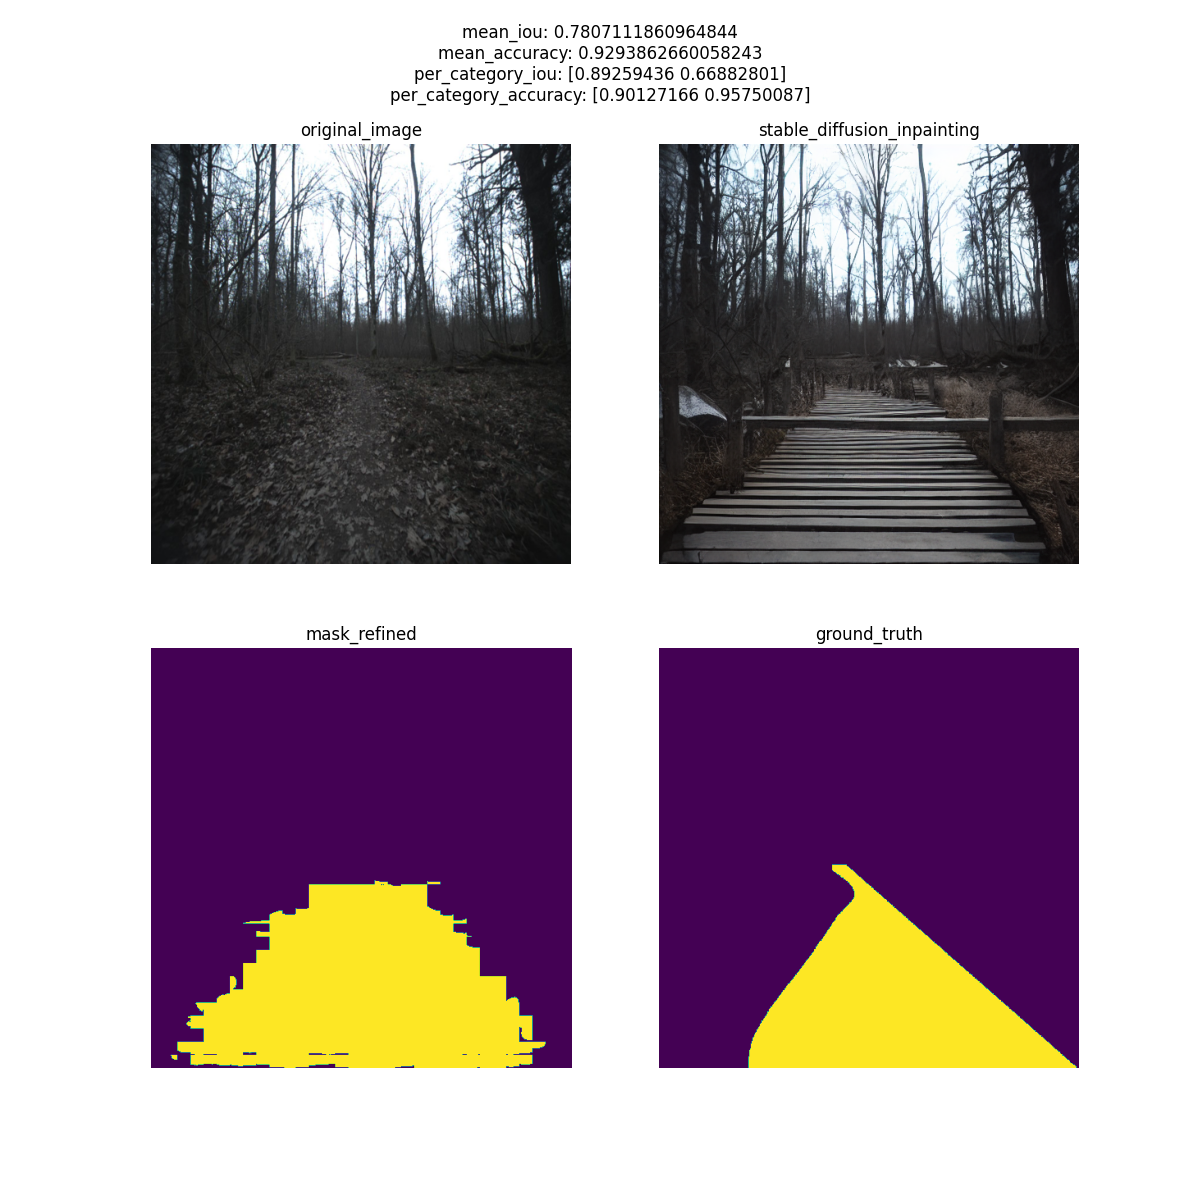 mean_iou: 0.7807111860964844
mean_accuracy: 0.9293862660058243
per_category_iou: [0.89259436 0.66882801]
per_category_accuracy: [0.90127166 0.95750087]
original_image
stable_diffusion_inpainting
mask_refined
ground_truth